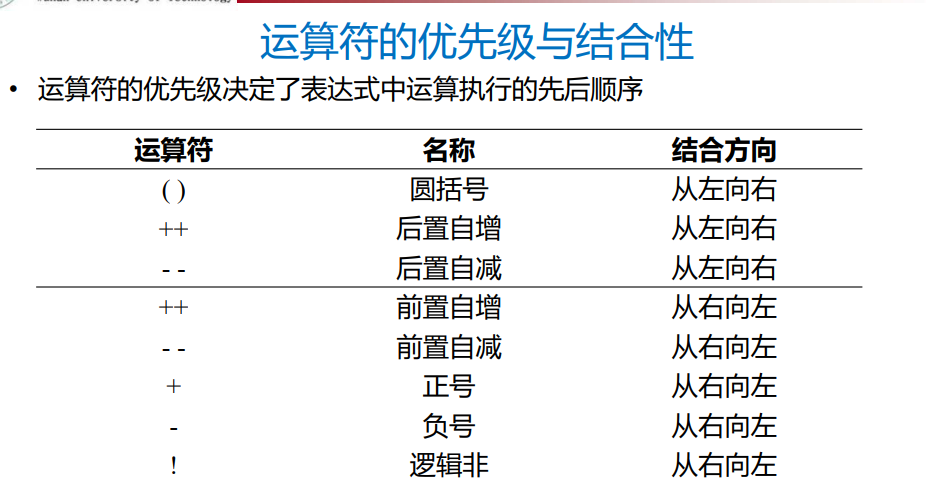 运算符的优先级与结合性
• 运算符的优先级决定了表达式中运算执行的先后顺序
运算符 名称 结合方向
( ) 圆括号 从左向右
++ 后置自增 从左向右
- - 后置自减 从左向右
++ 前置自增 从右向左
- - 前置自减 从右向左
+ 正号 从右向左
- 负号 从右向左
! 逻辑非 从右向左